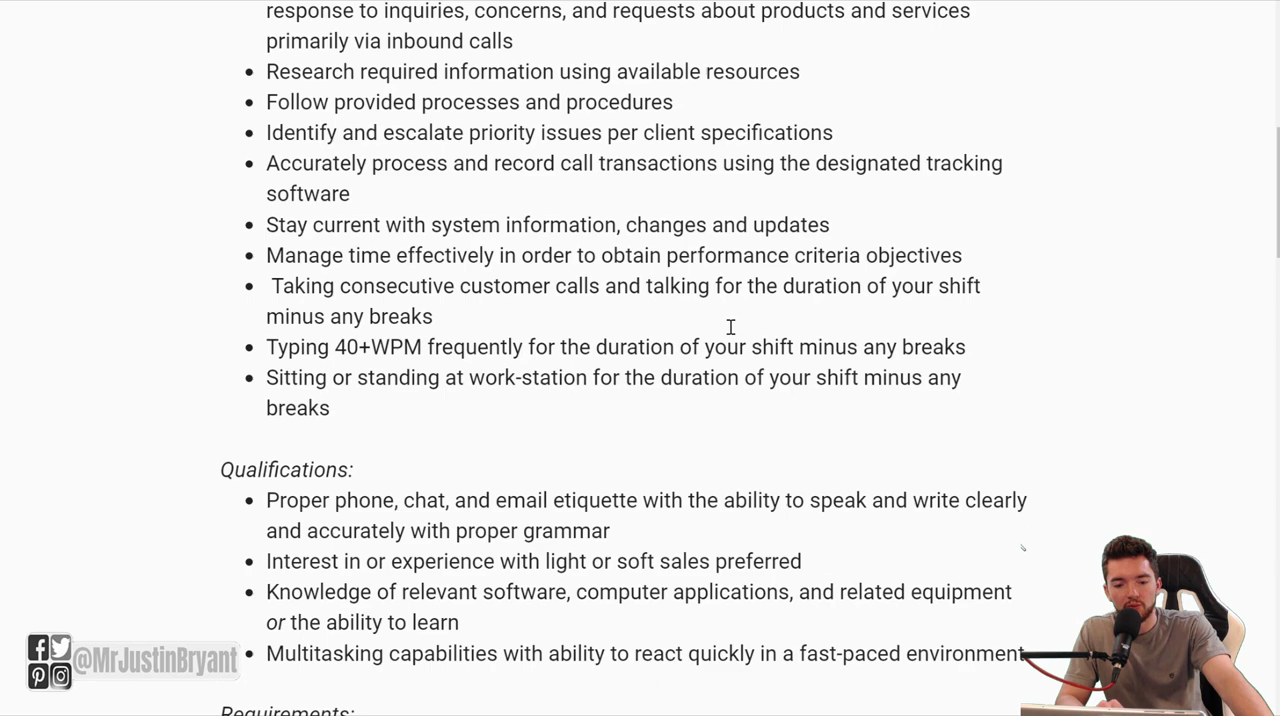 response to inquiries, concerns, and requests about products and services
primarily via inbound calls
Research required information using available resources
Follow provided processes and procedures
Identify and escalate priority issues per client specifications
Accurately process and record call transactions using the designated tracking
software
Stay current with system information, changes and updates
Manage time effectively in order to obtain performance criteria objectives
Taking consecutive customer calls and talking for the duration of your shift
minus any breaks
Typing 40+WPM frequently for the duration of your shift minus any breaks
Sitting or standing at work-station for the duration of your shift minus any
breaks
Qualifications:
Proper phone, chat, and email etiquette with the ability to speak and write clearly
and accurately with proper grammar
Interest in or experience with light or soft sales preferred
Knowledge of relevant software, computer applications, and related equipment
or the ability to learn
Multitasking capabilities with ability to react quickly in a fast-paced environment
@MrJustinBryant
Requirements: